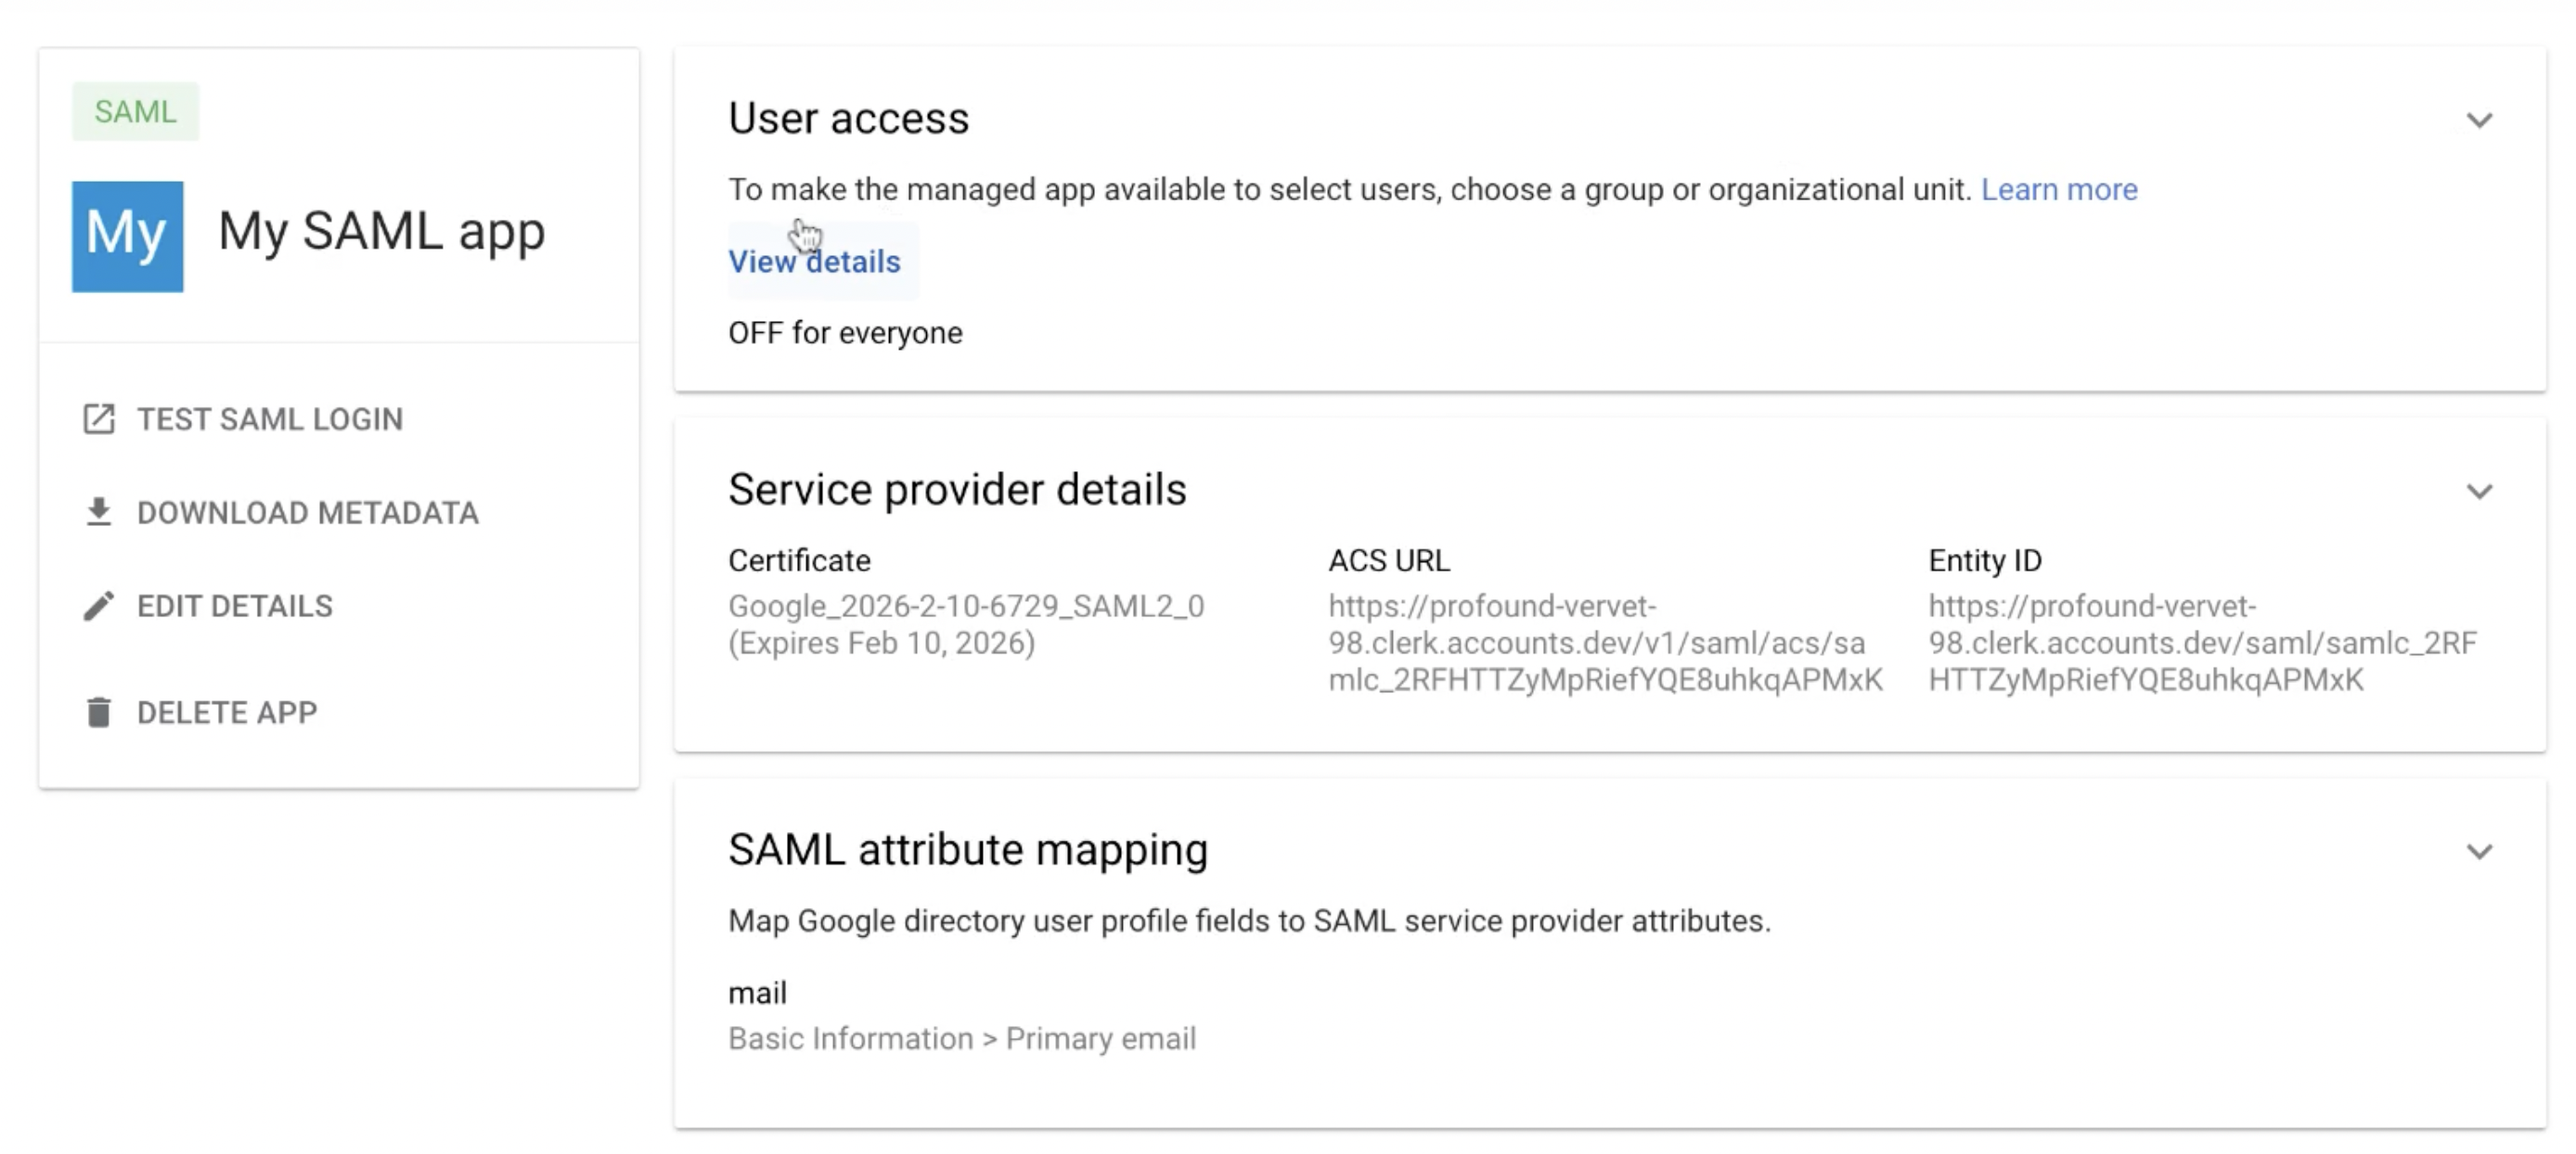 SAML
My
My SAML app
TEST SAML LOGIN
DOWNLOAD METADATA
EDIT DETAILS
DELETE APP
User access
To make the managed app available to select users, choose a group or organizational unit. Learn more
View details
OFF for everyone
Service provider details
Certificate
Google_2026-2-10-6729_SAML2_0
(Expires Feb 10, 2026)
ACS URL
https://profound-vervet-
98.clerk.accounts.dev/v1/saml/acs/sa
mlc_2RFHTTZyMpRiefYQE8uhkqAPMxK
Entity ID
https://profound-vervet-
98.clerk.accounts.dev/saml/samlc_2RF
HTTZyMpRiefYQE8uhkqAPMxK
SAML attribute mapping
Map Google directory user profile fields to SAML service provider attributes.
mail
Basic Information > Primary email